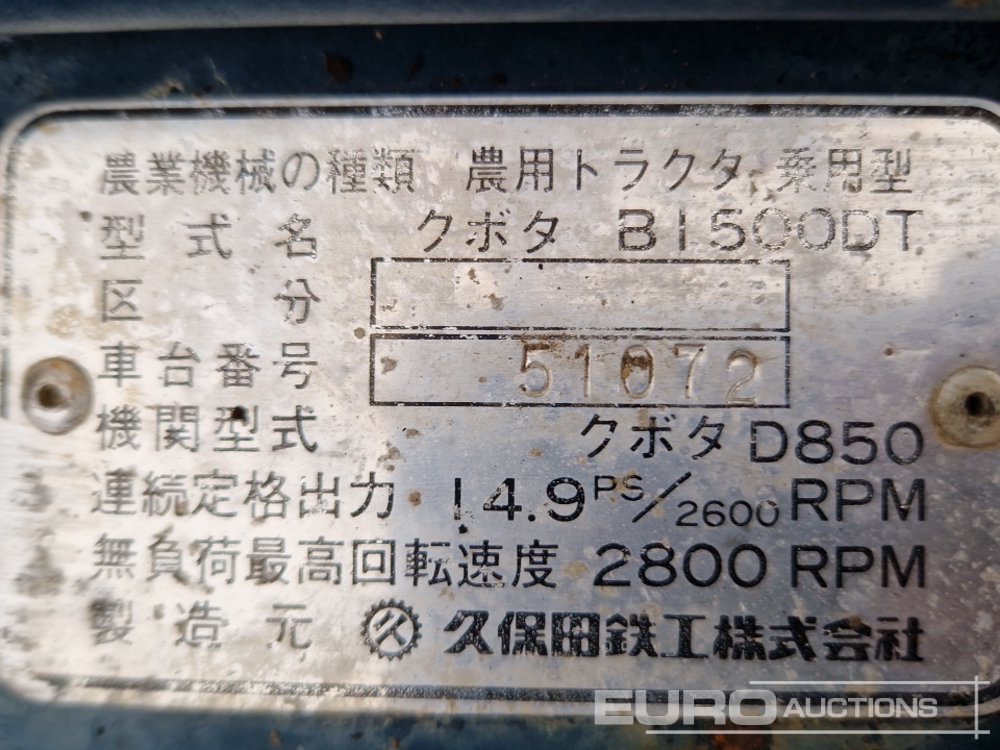 農業機械の種類 農用トラクタ, 乗用型
型式名 クボタ B1500DT
区分
車台番号 51072
機関型式 クボタ D850
連続定格出力 14.9PS/2600RPM
無負荷最高回転速度 2800RPM
製造元 久保田鉄工株式会社
EURO AUCTIONS